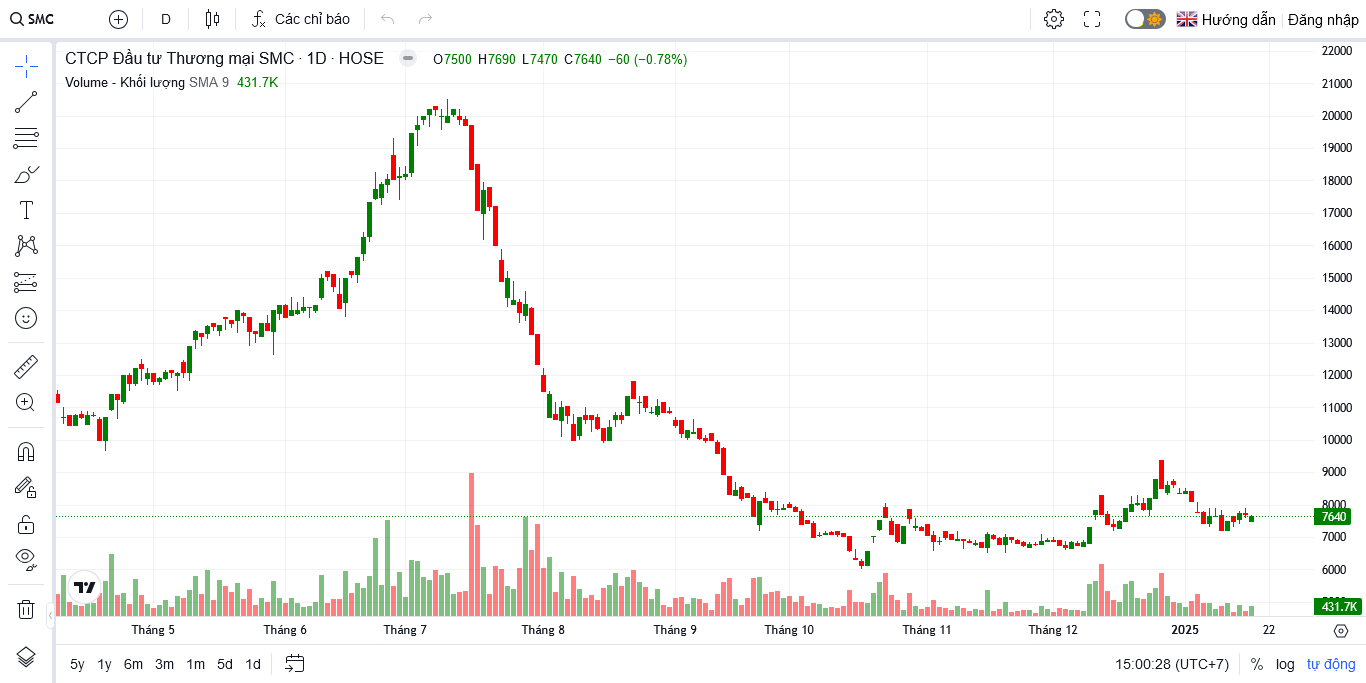 SMC
D
Các chỉ báo
Hướng dẫn
Đăng nhập
CTCP Đầu tư Thương mại SMC · 1D · HOSE
O7500 H7690 L7470 C7640 −60 (−0.78%)
Volume - Khối lượng SMA 9 431.7K
22000
21000
20000
19000
18000
17000
16000
15000
14000
13000
12000
11000
10000
9000
8000
7640
7000
6000
431.7K
Tháng 5 Tháng 6 Tháng 7 Tháng 8 Tháng 9 Tháng 10 Tháng 11 Tháng 12 2025 22
5y 1y 6m 3m 1m 5d 1d
15:00:28 (UTC+7) % log tự động